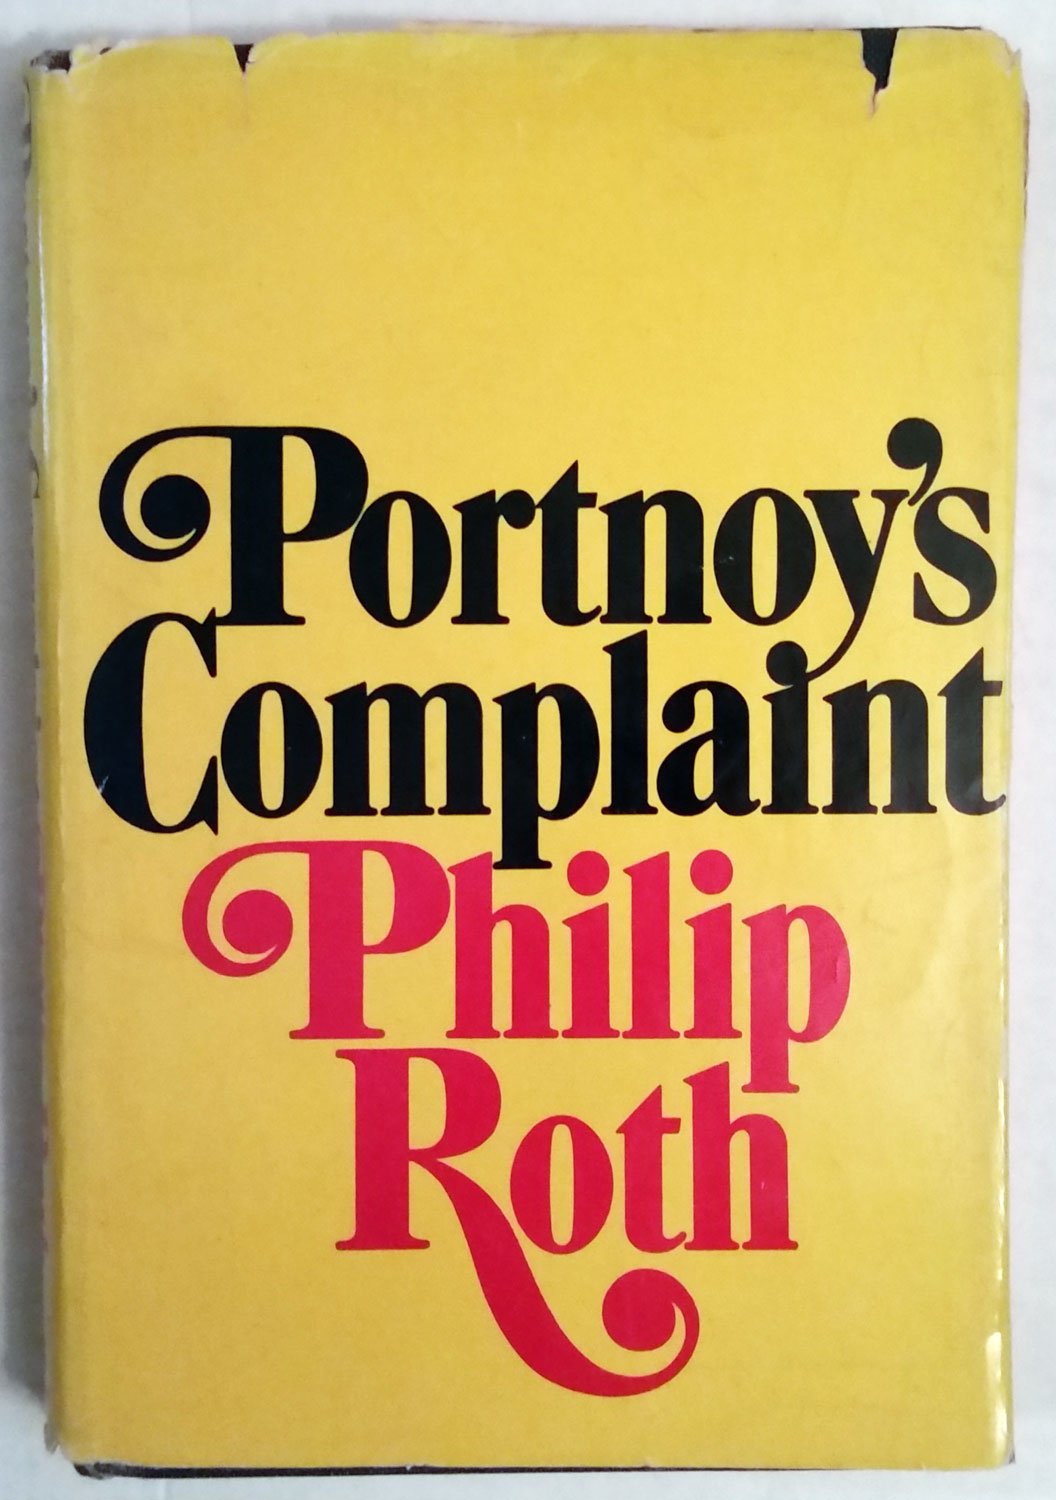 Portnoy's
Complaint
Philip
Roth